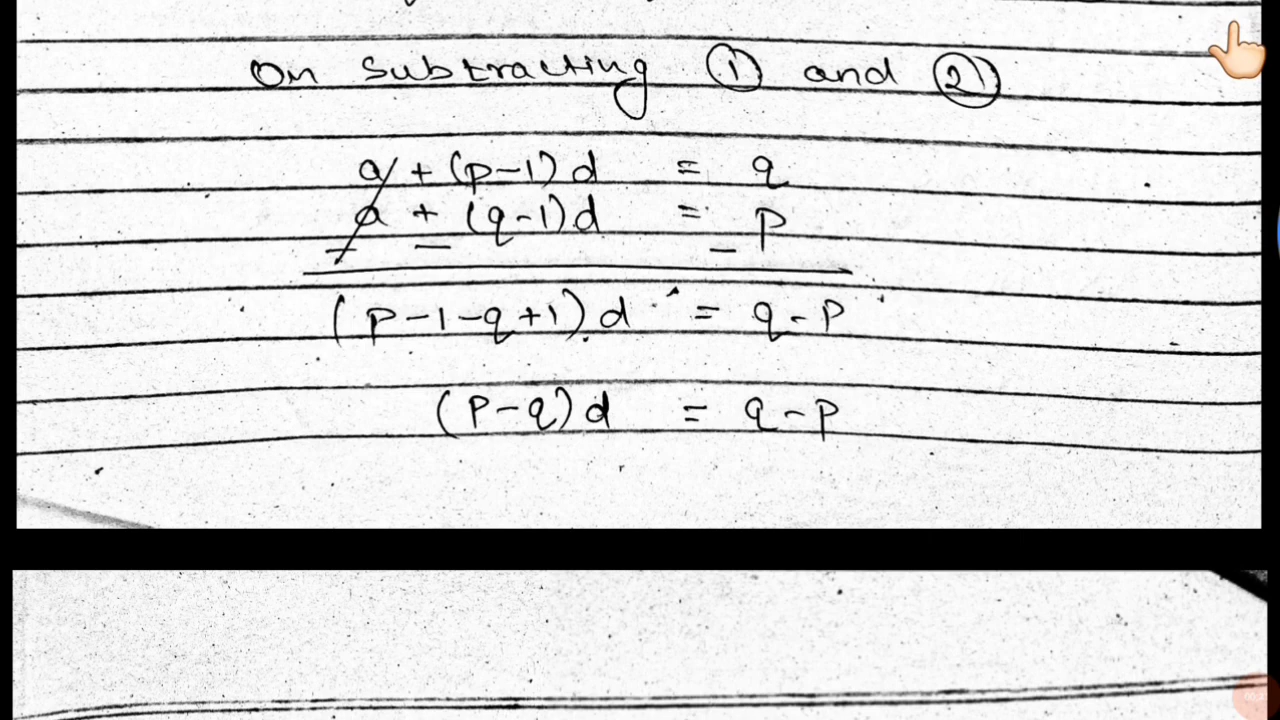 On Subtracting ① and ②
a + (p-1)d = q
a + (q-1)d = p
- - -
(p-1-q+1)d = q-p
(p-q)d = q-p